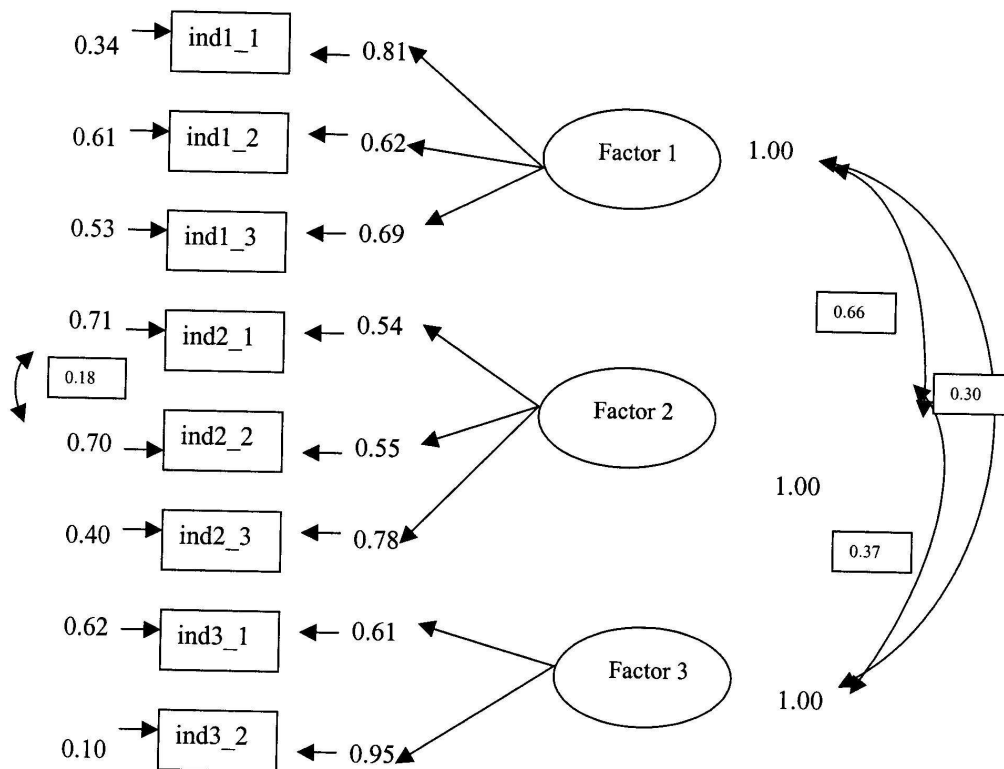 0.34 ind1_1 0.81
0.61 ind1_2 0.62 Factor 1 1.00
0.53 ind1_3 0.69
0.71 ind2_1 0.54 0.66
0.18 0.30
Factor 2
0.70 ind2_2 0.55
1.00
0.40 ind2_3 0.78 0.37
0.62 ind3_1 0.61
Factor 3 1.00
0.10 ind3_2 0.95